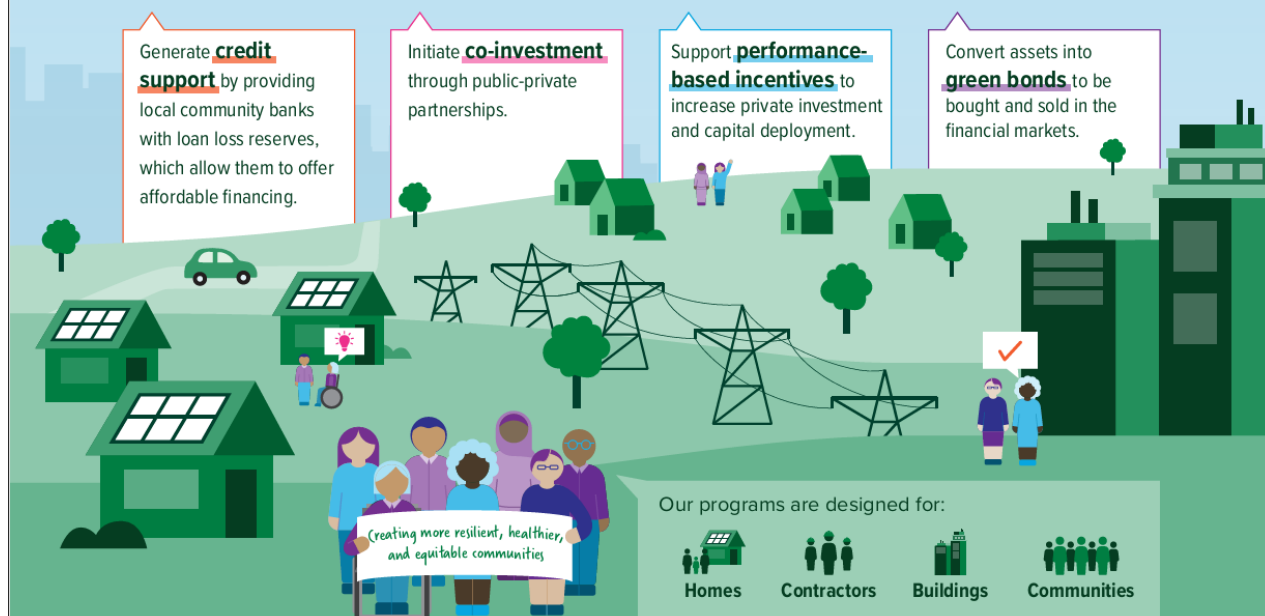 Generate credit
support by providing
local community banks
with loan loss reserves,
which allow them to offer
affordable financing.
Initiate co-investment
through public-private
partnerships.
Support performance-
based incentives to
increase private investment
and capital deployment.
Convert assets into
green bonds to be
bought and sold in the
financial markets.
Creating more resilient, healthier,
and equitable communities
Our programs are designed for:
Homes
Contractors
Buildings
Communities